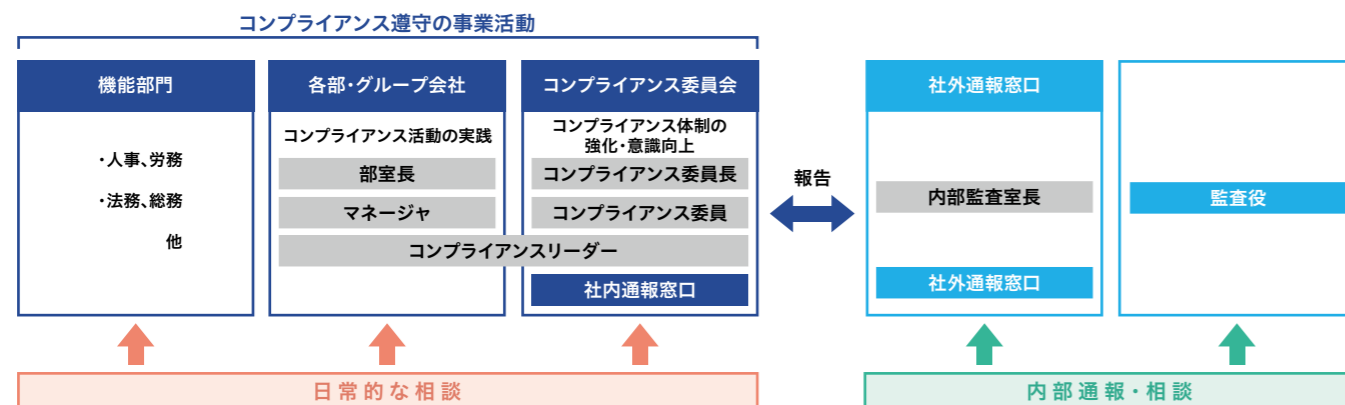 コンプライアンス遵守の事業活動
機能部門
・人事、労務
・法務、総務
他
各部・グループ会社
コンプライアンス活動の実践
部室長
マネージャ
コンプライアンス委員会
コンプライアンス体制の
強化・意識向上
コンプライアンス委員長
コンプライアンス委員
コンプライアンスリーダー
社内通報窓口
報告
社外通報窓口
内部監査室長
社外通報窓口
監査役
日常的な相談
内部通報・相談